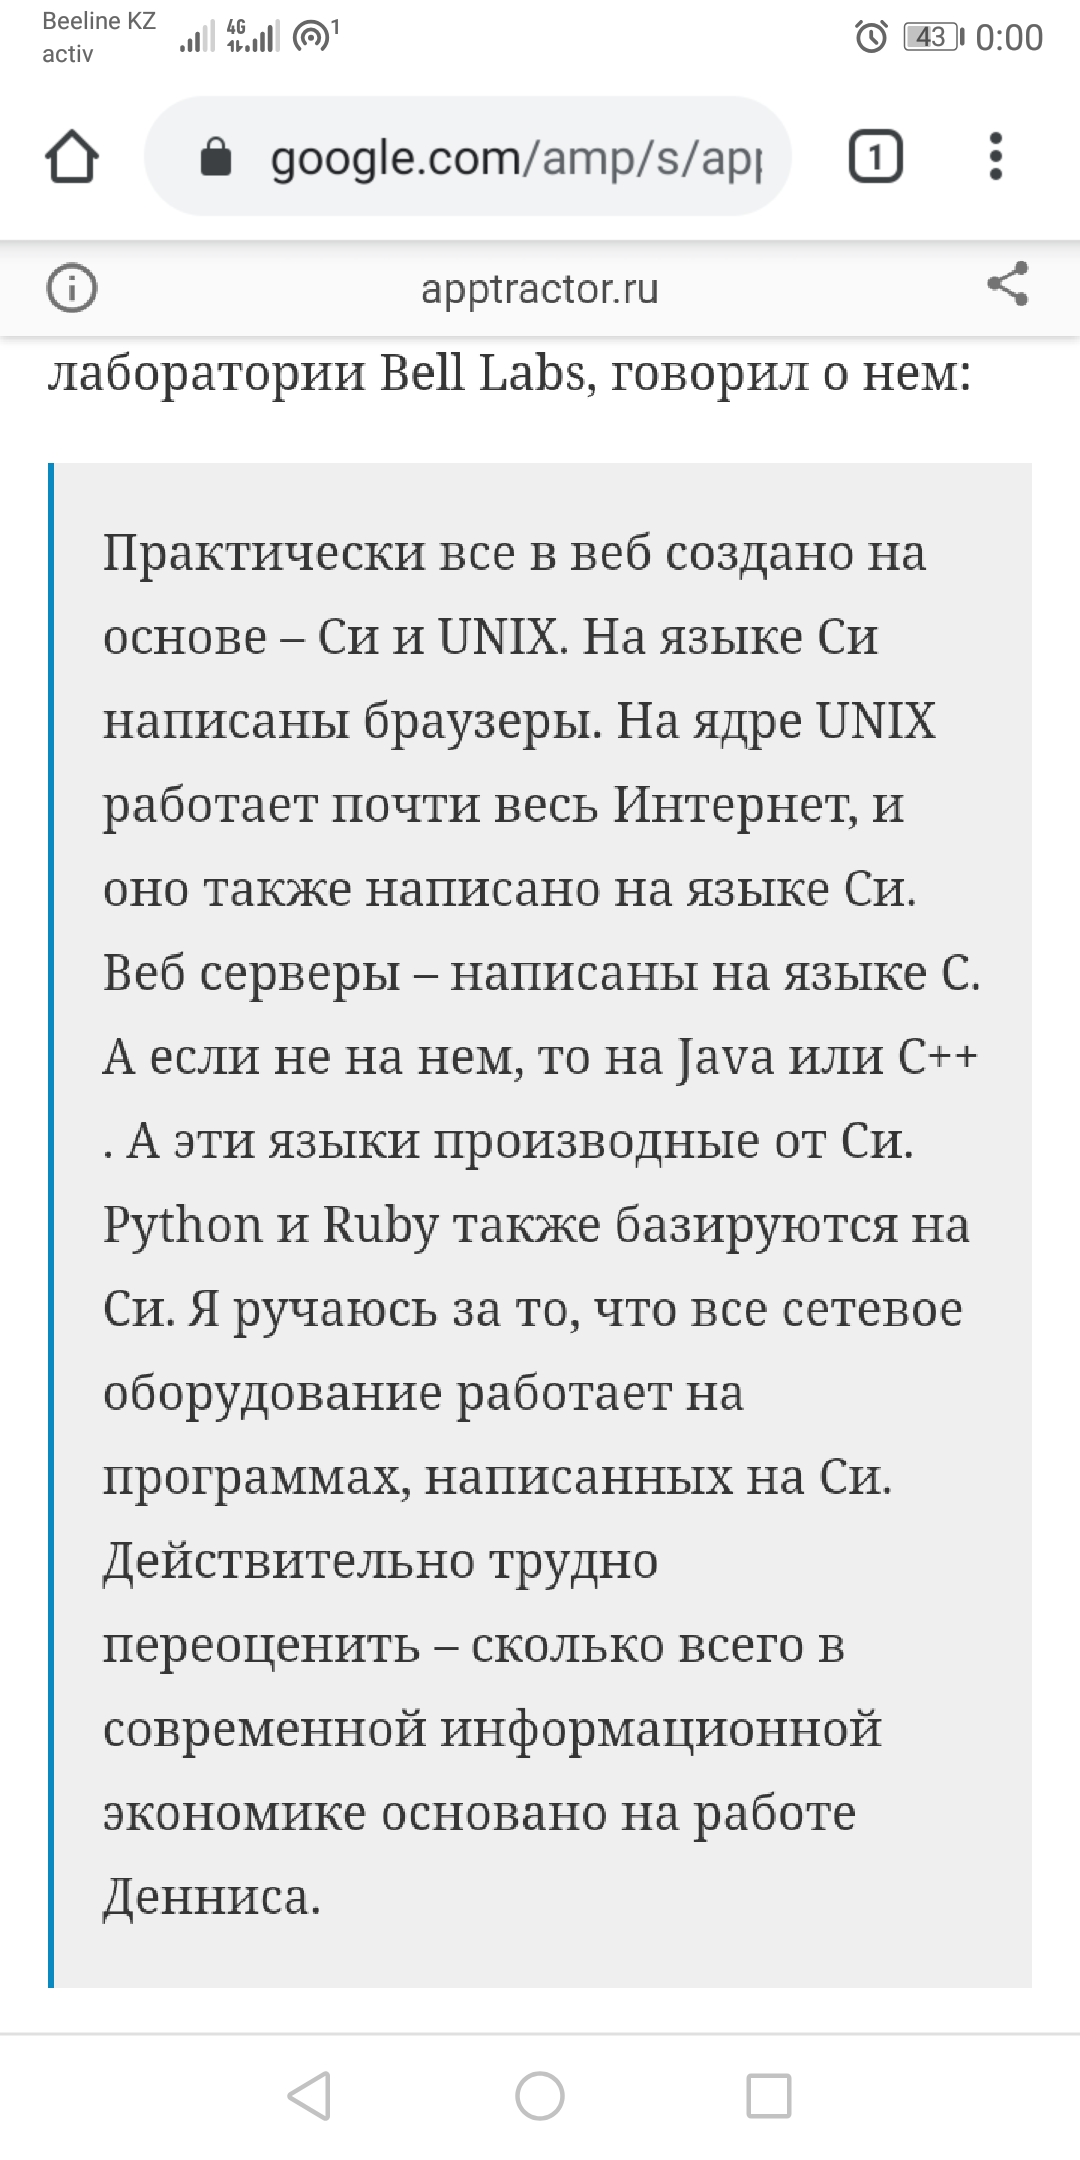 Beeline KZ
activ
4G
1
43
0:00
google.com/amp/s/app
1
apptractor.ru
лаборатории Bell Labs, говорил о нем:
Практически все в веб создано на
основе – Си и UNIX. На языке Си
написаны браузеры. На ядре UNIX
работает почти весь Интернет, и
оно также написано на языке Си.
Веб серверы – написаны на языке С.
А если не на нем, то на Java или C++
. А эти языки производные от Си.
Python и Ruby также базируются на
Си. Я ручаюсь за то, что все сетевое
оборудование работает на
программах, написанных на Си.
Действительно трудно
переоценить – сколько всего в
современной информационной
экономике основано на работе
Денниса.